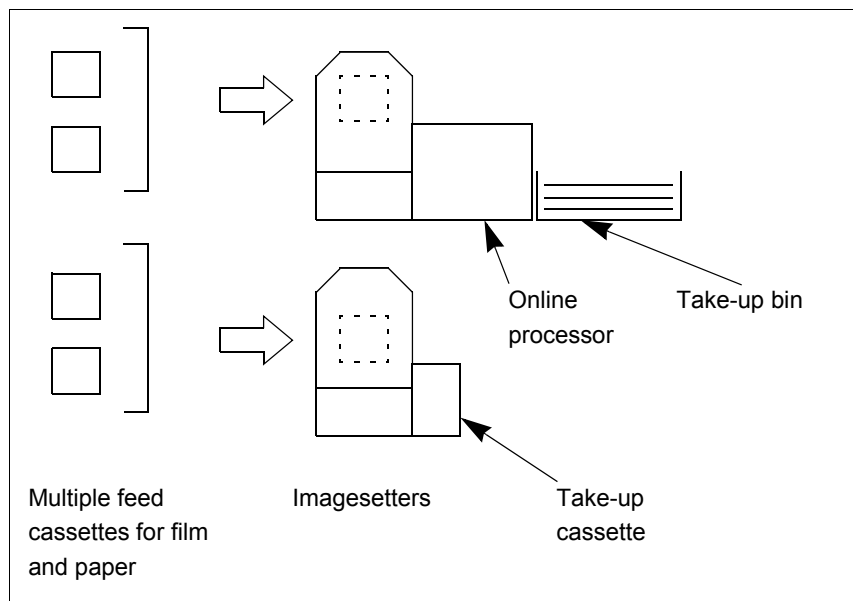 Online
processor
Take-up bin
Multiple feed
cassettes for film
and paper
Imagesetters
Take-up
cassette